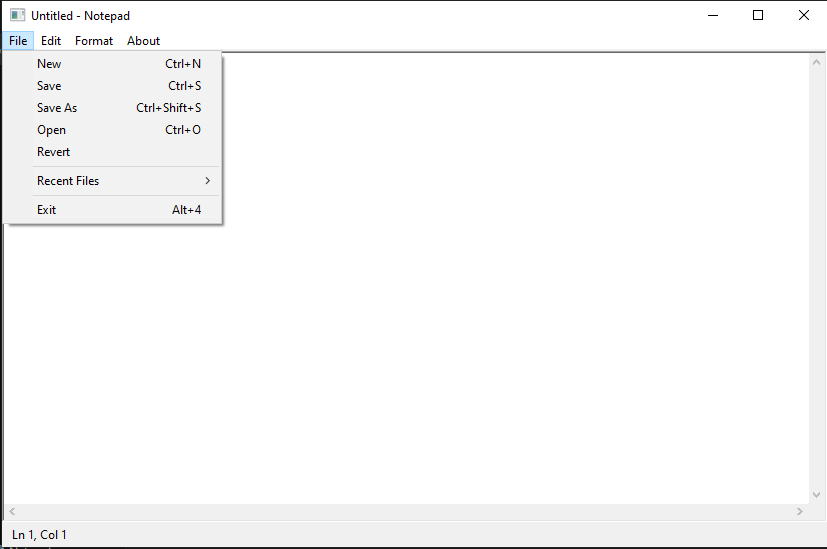 Untitled - Notepad
File Edit Format About
New Ctrl+N
Save Ctrl+S
Save As Ctrl+Shift+S
Open Ctrl+O
Revert
Recent Files
Exit Alt+4
Ln 1, Col 1